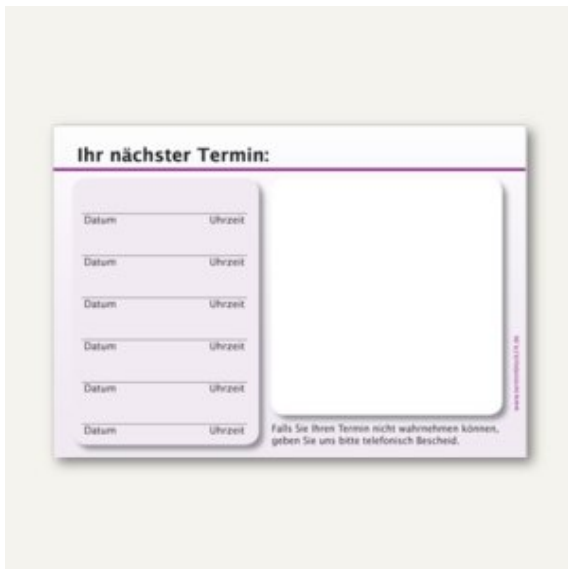 Ihr nächster Termin:
Datum Uhrzeit
Datum Uhrzeit
Datum Uhrzeit
Datum Uhrzeit
Datum Uhrzeit
Datum Uhrzeit
Falls Sie Ihren Termin nicht wahrnehmen können,
geben Sie uns bitte telefonisch Bescheid.